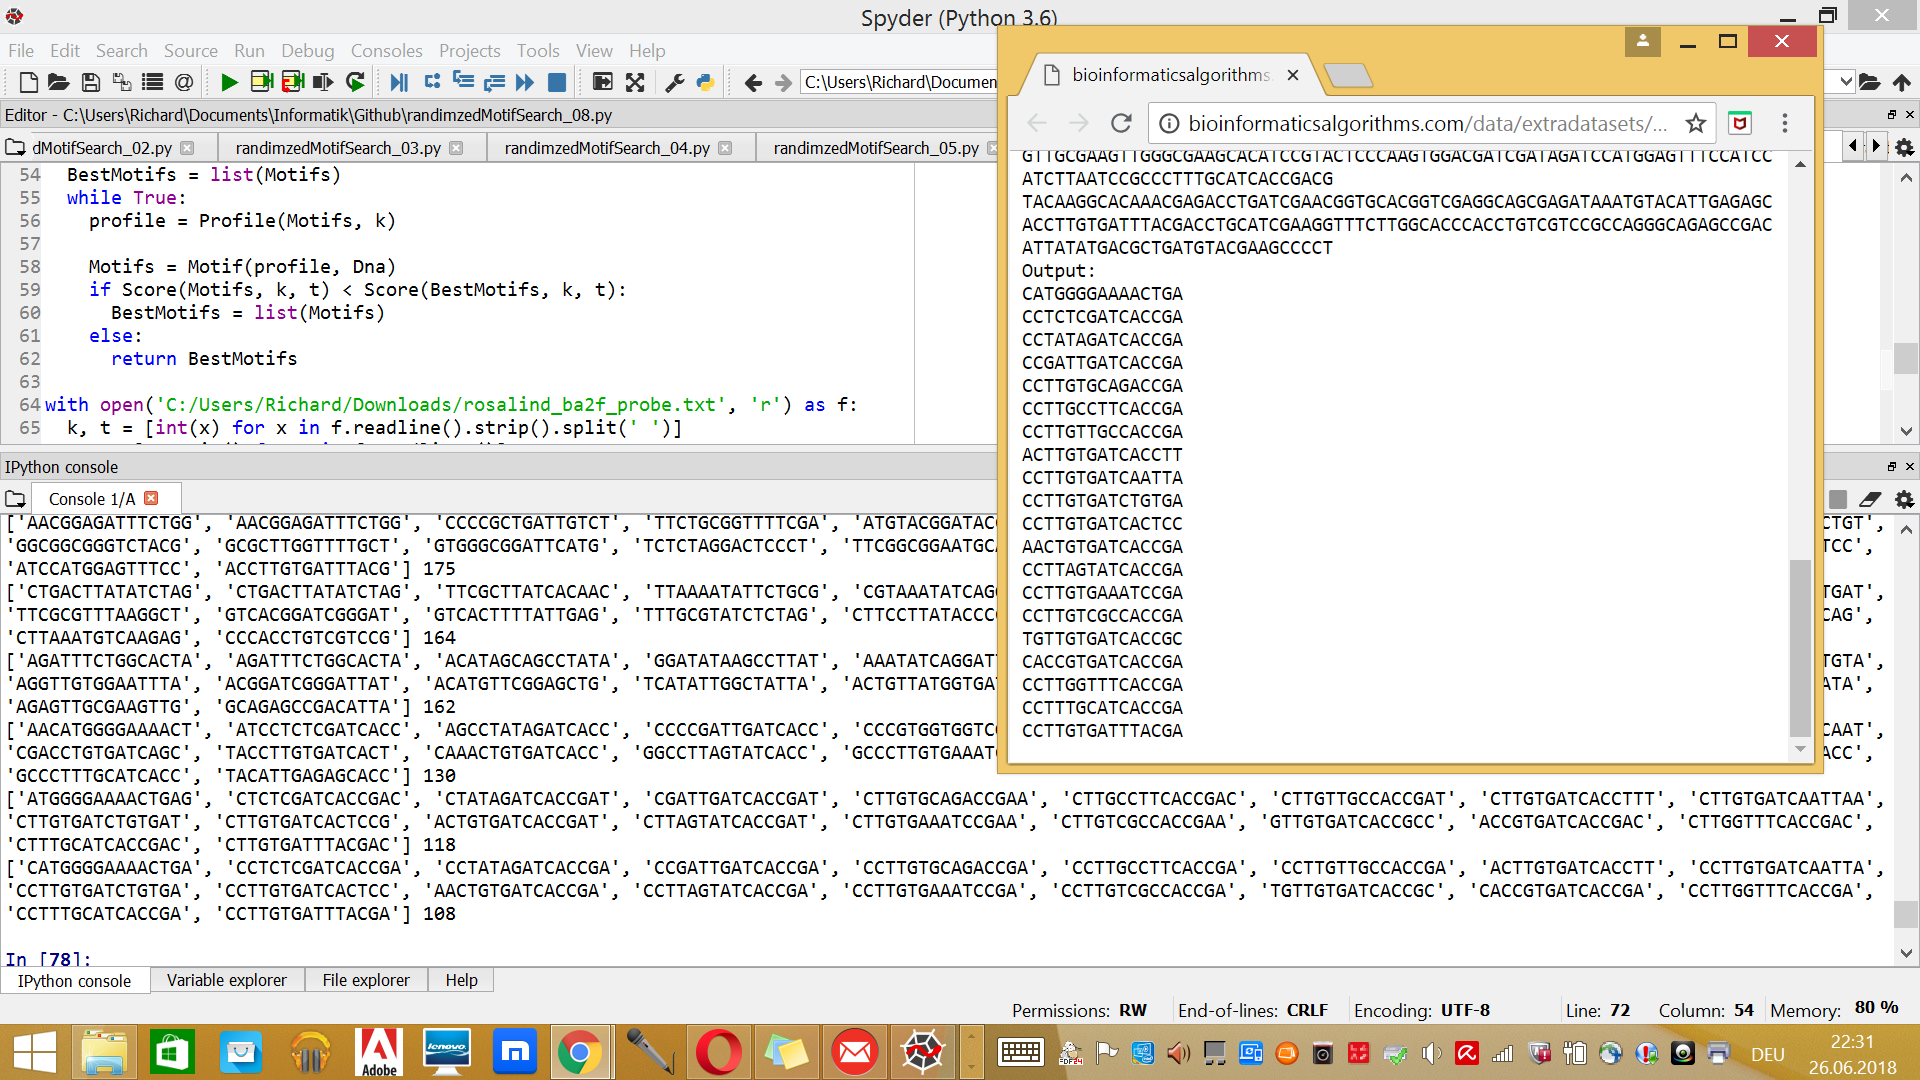 Spyder (Python 3.6)
File Edit Search Source Run Debug Consoles Projects Tools View Help
C:\Users\Richard\Documen
Editor - C:\Users\Richard\Documents\Informatik\Github\randimzedMotifSearch_08.py
dMotifSearch_02.py randimzedMotifSearch_03.py randimzedMotifSearch_04.py randimzedMotifSearch_05.py
54 BestMotifs = list(Motifs)
55 while True:
56 profile = Profile(Motifs, k)
57
58 Motifs = Motif(profile, Dna)
59 if Score(Motifs, k, t) < Score(BestMotifs, k, t):
60 BestMotifs = list(Motifs)
61 else:
62 return BestMotifs
63
64 with open('C:/Users/Richard/Downloads/rosalind_ba2f_probe.txt', 'r') as f:
65 k, t = [int(x) for x in f.readline().strip().split(' ')]
bioinformaticsalgorithms.
bioinformaticsalgorithms.com/data/extradatasets/...
GTTGCGAAGTTGGGCGAAGCACATCCGTACTCCCAAGTGGACGATCGATAGATCCATGGAGTTTCCATCC
ATCTTAATCCGCCCTTTGCATCACCGACG
TACAAGGCACAAACGAGACCTGATCGAACGGTGCACGGTCGAGGCAGCGAGATAAATGTACATTGAGAGC
ACCTTGTGATTTACGACCTGCATCGAAGGTTTCTTGGCACCCACCTGTCGTCCGCCAGGGCAGAGCCGAC
ATTATATGACGCTGATGTACGAAGCCCCT
Output:
CATGGGGAAAACTGA
CCTCTCGATCACCGA
CCTATAGATCACCGA
CCGATTGATCACCGA
CCTTGTGCAGACCGA
CCTTGCCTTCACCGA
CCTTGTTGCCACCGA
ACTTGTGATCACCTT
CCTTGTGATCAATTA
CCTTGTGATCTGTGA
CCTTGTGATCACTCC
AACTGTGATCACCGA
CCTTAGTATCACCGA
CCTTGTGAAATCCGA
CCTTGTCGCCACCGA
TGTTGTGATCACCGC
CACCGTGATCACCGA
CCTTGGTTTCACCGA
CCTTTGCATCACCGA
CCTTGTGATTTACGA
IPython console
Console 1/A
['AACGGAGATTTCTGG', 'AACGGAGATTTCTGG', 'CCCCGCTGATTGTCT', 'TTCTGCGGTTTTCGA', 'ATGTACGGATAC CTGT',
'GGCGGCGGGTCTACG', 'GCGCTTGGTTTTGCT', 'GTGGGCGGATTCATG', 'TCTCTAGGACTCCCT', 'TTCGGCGGAATGC TCC',
'ATCCATGGAGTTTCC', 'ACCTTGTGATTTACG'] 175
['CTGACTTATATCTAG', 'CTGACTTATATCTAG', 'TTCGCTTATCACAAC', 'TTAAAATATTCTGCG', 'CGTAAATATCAG TGAT',
'TTCGCGTTTAAGGCT', 'GTCACGGATCGGGAT', 'GTCACTTTTATTGAG', 'TTTGCGTATCTCTAG', 'CTTCCTTATACCC CAG',
'CTTAAATGTCAAGAG', 'CCCACCTGTCGTCCG'] 164
['AGATTTCTGGCACTA', 'AGATTTCTGGCACTA', 'ACATAGCAGCCTATA', 'GGATATAAGCCTTAT', 'AAATATCAGGAT TGTA',
'AGGTTGTGGAATTTA', 'ACGGATCGGGATTAT', 'ACATGTTCGGAGCTG', 'TCATATTGGCTATTA', 'ACTGTTATGGTGA ATA',
'AGAGTTGCGAAGTTG', 'GCAGAGCCGACATTA'] 162
['AACATGGGGAAAACT', 'ATCCTCTCGATCACC', 'AGCCTATAGATCACC', 'CCCCGATTGATCACC', 'CCCGTGGTGGTC CAAT',
'CGACCTGTGATCAGC', 'TACCTTGTGATCACT', 'CAAACTGTGATCACC', 'GGCCTTAGTATCACC', 'GCCCTTGTGAAAT ACC',
'GCCCTTTGCATCACC', 'TACATTGAGAGCACC'] 130
['ATGGGGAAAACTGAG', 'CTCTCGATCACCGAC', 'CTATAGATCACCGAT', 'CGATTGATCACCGAT', 'CTTGTGCAGACCGAA', 'CTTGCCTTCACCGAC', 'CTTGTTGCCACCGAT', 'CTTGTGATCACCTTT', 'CTTGTGATCAATTAA',
'CTTGTGATCTGTGAT', 'CTTGTGATCACTCCG', 'ACTGTGATCACCGAT', 'CTTAGTATCACCGAT', 'CTTGTGAAATCCGAA', 'CTTGTCGCCACCGAA', 'GTTGTGATCACCGCC', 'ACCGTGATCACCGAC', 'CTTGGTTTCACCGAC',
'CTTTGCATCACCGAC', 'CTTGTGATTTACGAC'] 118
['CATGGGGAAAACTGA', 'CCTCTCGATCACCGA', 'CCTATAGATCACCGA', 'CCGATTGATCACCGA', 'CCTTGTGCAGACCGA', 'CCTTGCCTTCACCGA', 'CCTTGTTGCCACCGA', 'ACTTGTGATCACCTT', 'CCTTGTGATCAATTA',
'CCTTGTGATCTGTGA', 'CCTTGTGATCACTCC', 'AACTGTGATCACCGA', 'CCTTAGTATCACCGA', 'CCTTGTGAAATCCGA', 'CCTTGTCGCCACCGA', 'TGTTGTGATCACCGC', 'CACCGTGATCACCGA', 'CCTTGGTTTCACCGA',
'CCTTTGCATCACCGA', 'CCTTGTGATTTACGA'] 108
In [78]:
IPython console Variable explorer File explorer Help
Permissions: RW End-of-lines: CRLF Encoding: UTF-8 Line: 72 Column: 54 Memory: 80 %
Adobe
lenovo
DEU
22:31
26.06.2018